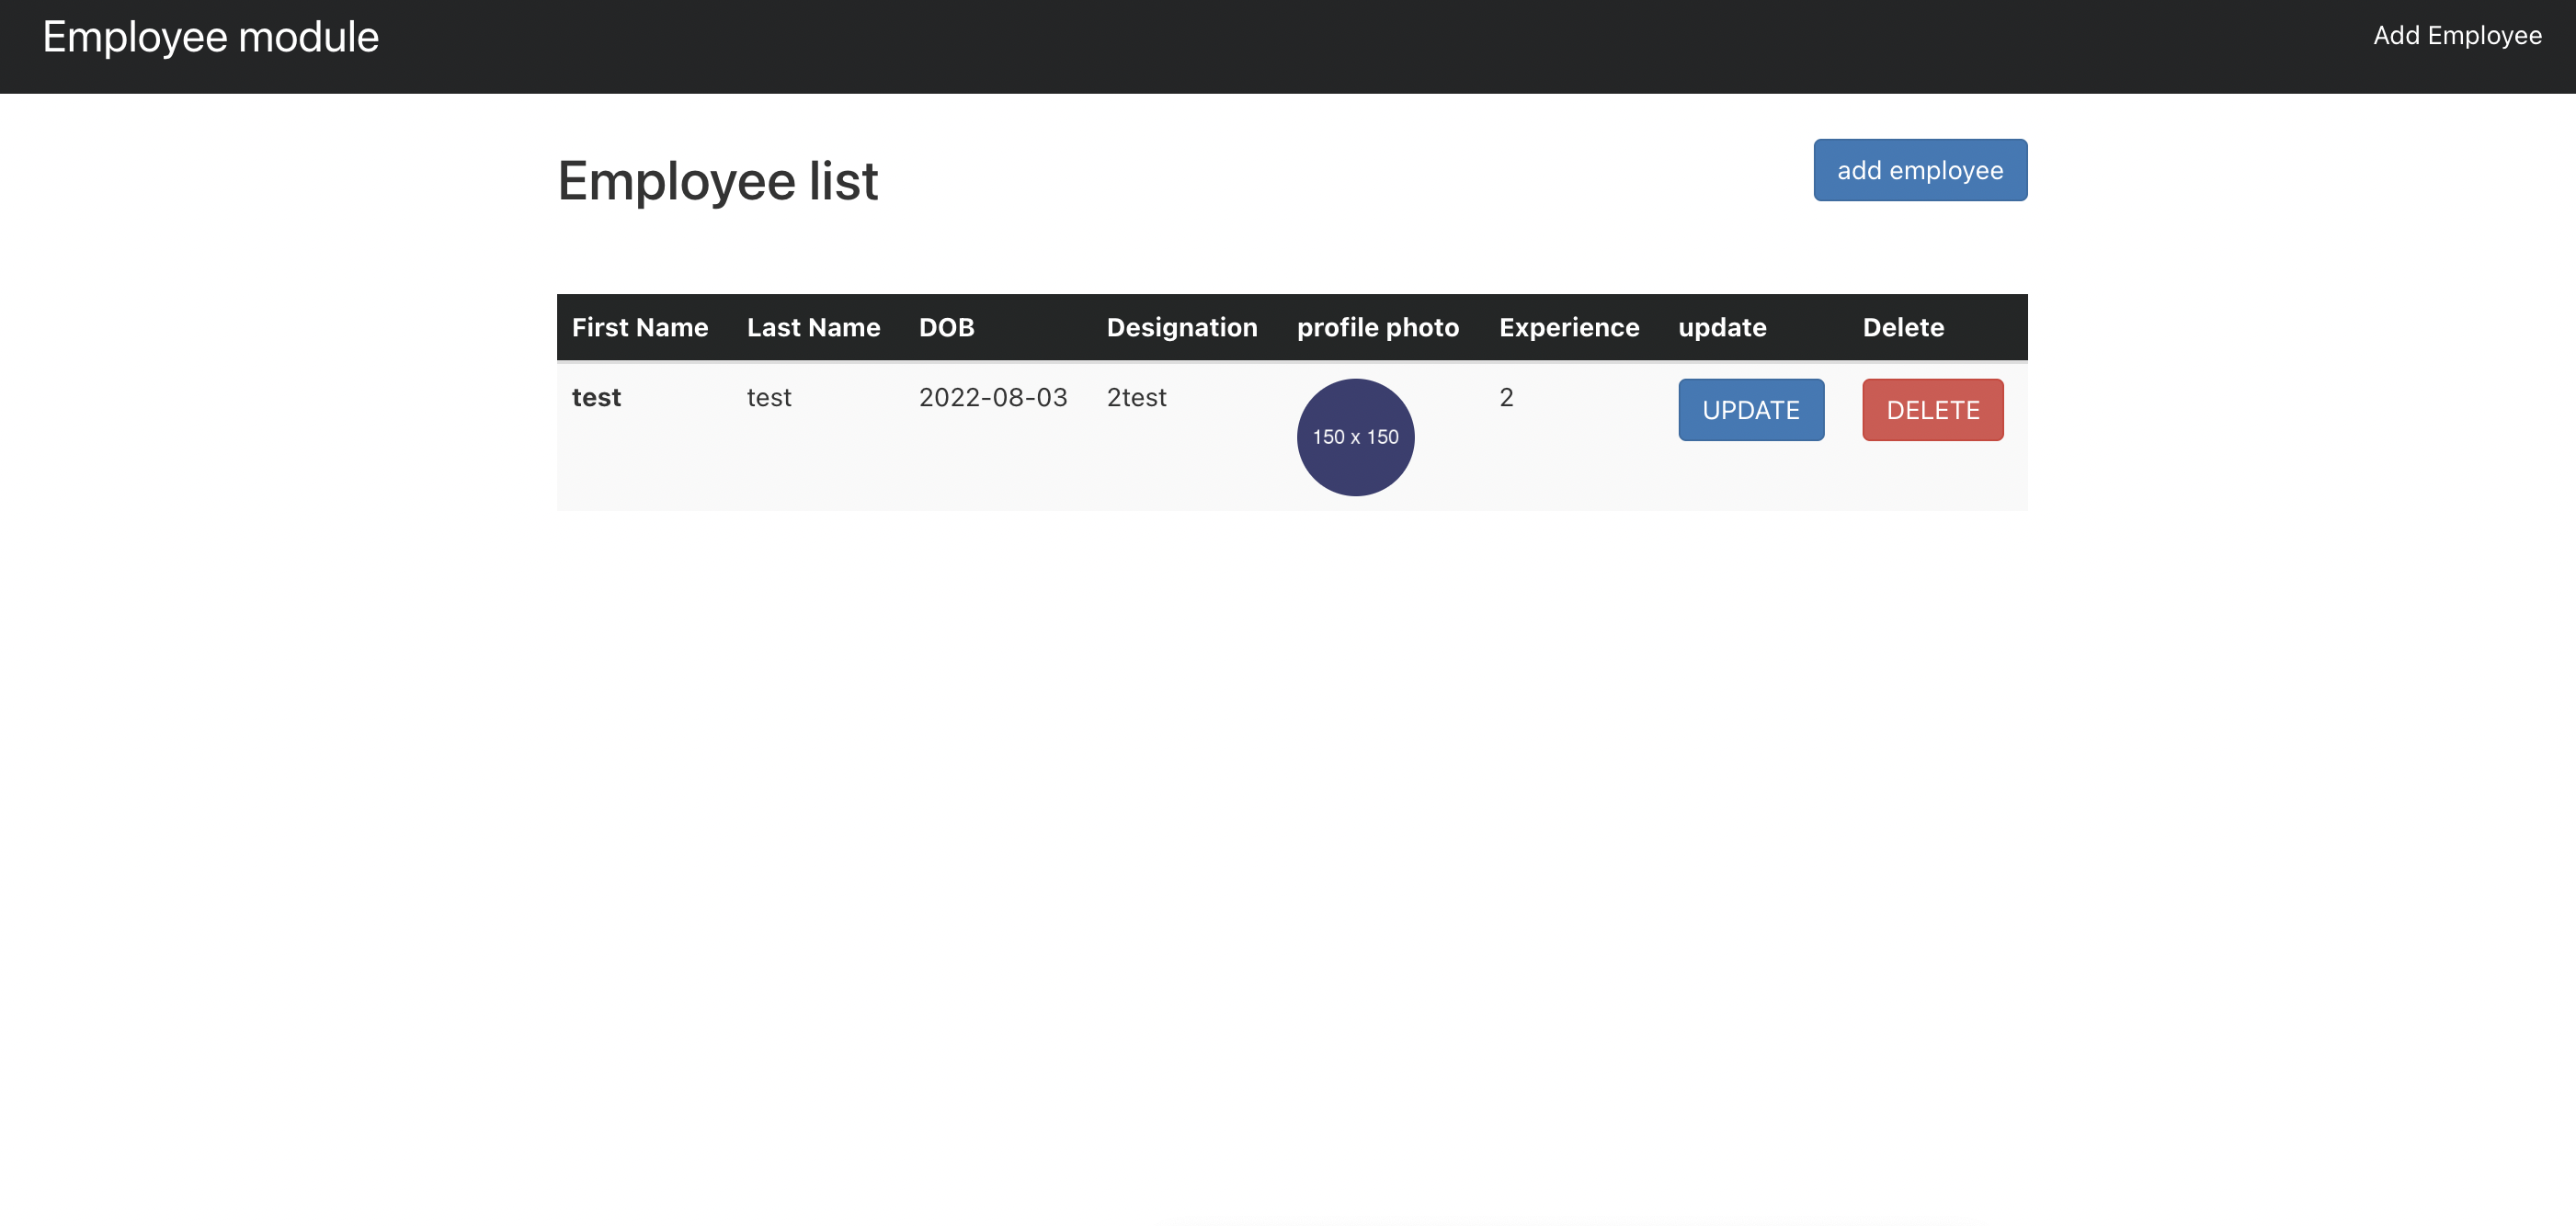 Employee module Add Employee
Employee list add employee
First Name Last Name DOB Designation profile photo Experience update Delete
test test 2022-08-03 2test 150 x 150 2 UPDATE DELETE